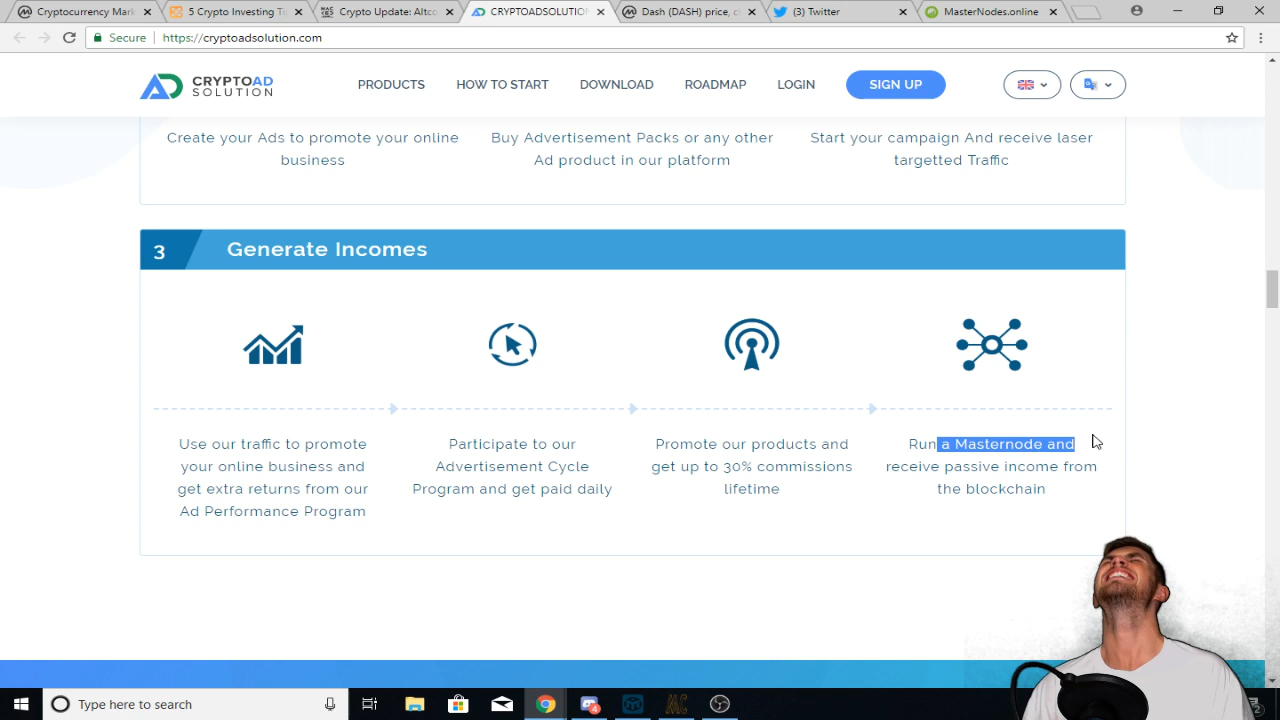 Cryptocurrency Mark
5 Crypto Investing Ti
Crypto Update: Altco
CRYPTOADSOLUTION
Dash (DASH) price, c
(3) Twitter
MasterNodes.online
Secure
https://cryptoadsolution.com
CRYPTOAD
SOLUTION
PRODUCTS
HOW TO START
DOWNLOAD
ROADMAP
LOGIN
SIGN UP
Create your Ads to promote your online
business
Buy Advertisement Packs or any other
Ad product in our platform
Start your campaign And receive laser
targetted Traffic
3
Generate Incomes
Use our traffic to promote
your online business and
get extra returns from our
Ad Performance Program
Participate to our
Advertisement Cycle
Program and get paid daily
Promote our products and
get up to 30% commissions
lifetime
Run a Masternode and
receive passive income from
the blockchain
Type here to search
4
MC